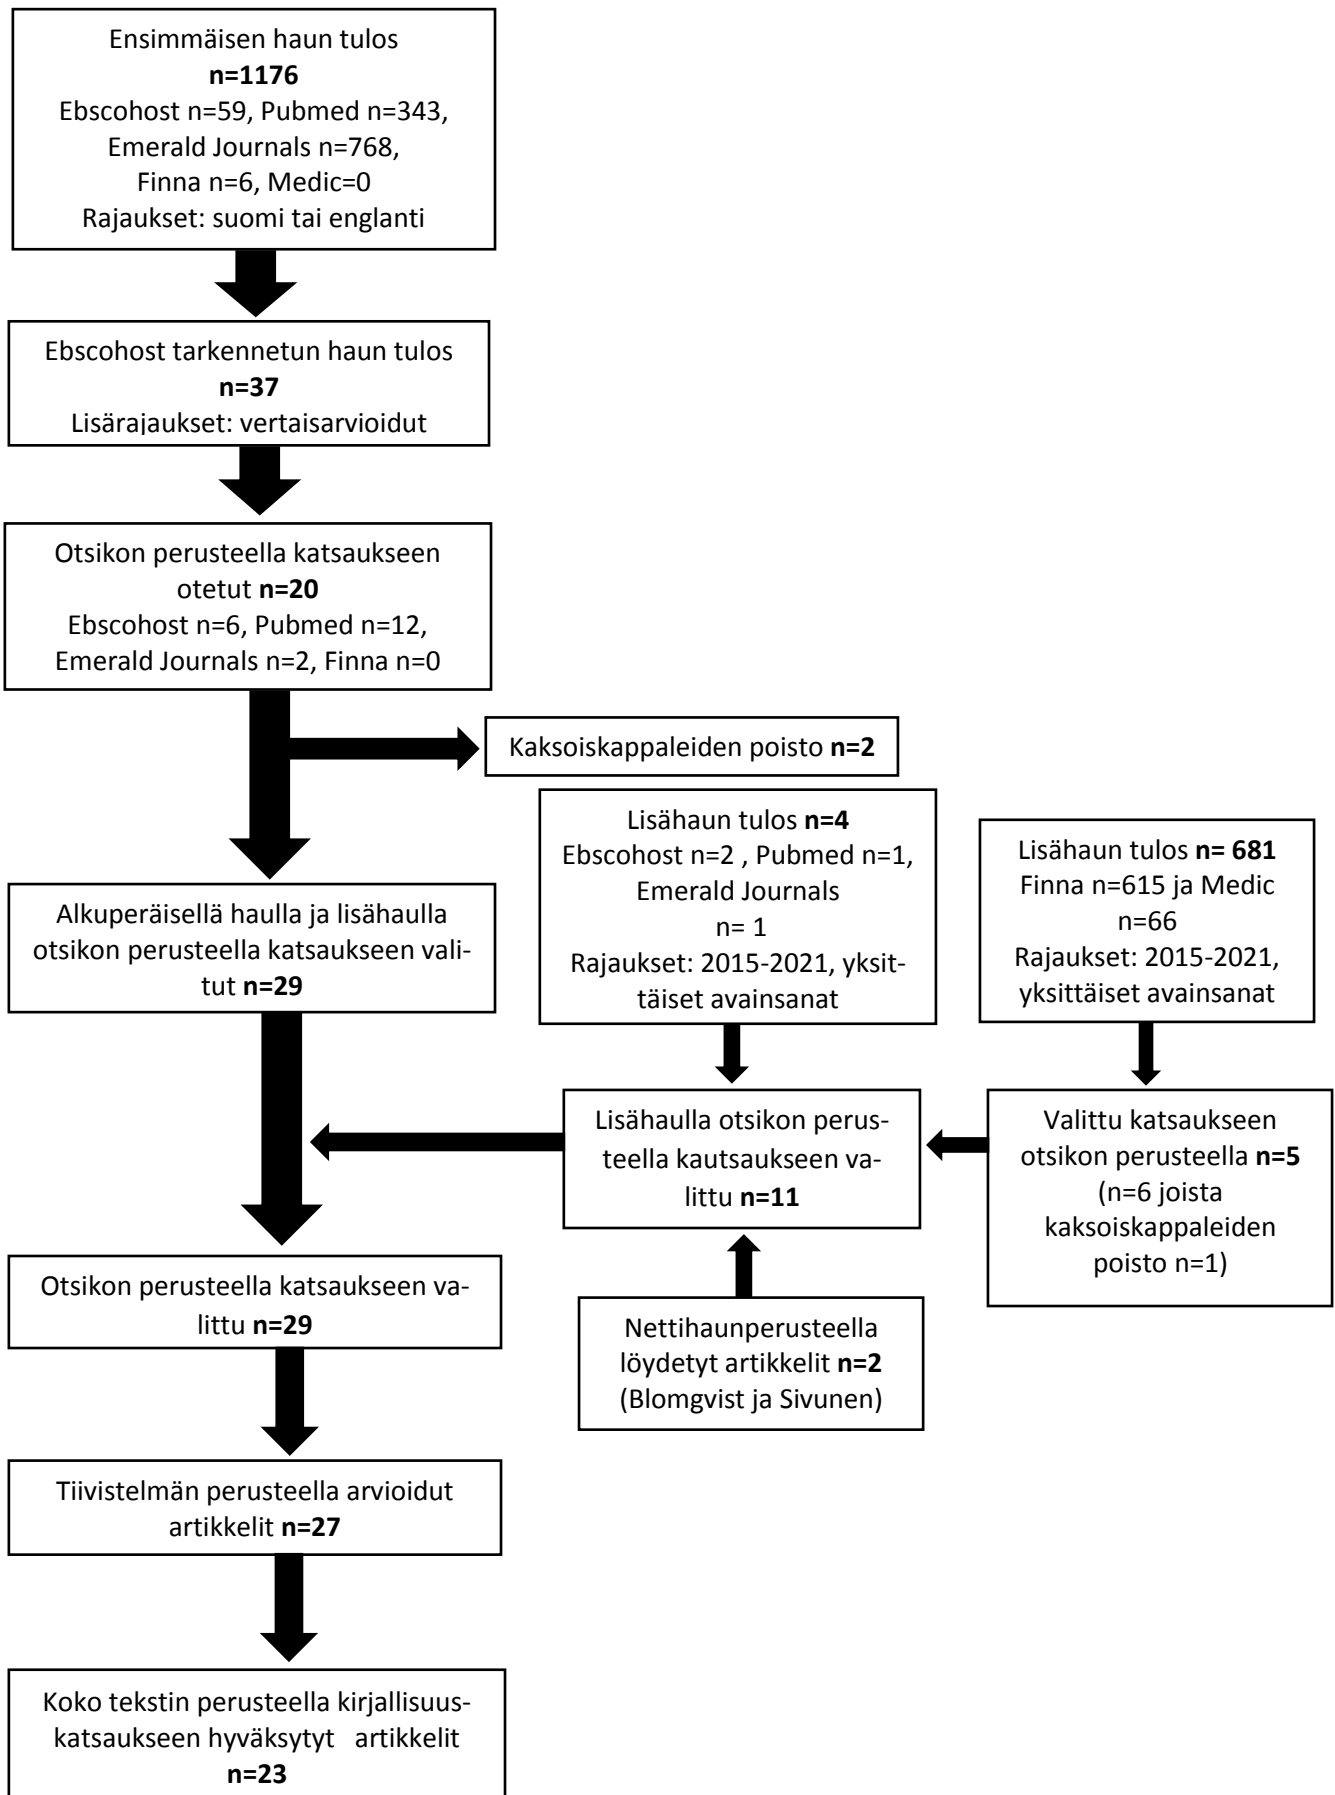 Ensimmäisen haun tulos
n=1176
Ebscohost n=59, Pubmed n=343,
Emerald Journals n=768,
Finna n=6, Medic=0
Rajaukset: suomi tai englanti
Ebscohost tarkennetun haun tulos
n=37
Lisärajaukset: vertaisarvioidut
Otsikon perusteella katsaukseen
otetut n=20
Ebscohost n=6, Pubmed n=12,
Emerald Journals n=2, Finna n=0
Kaksoiskappaleiden poisto n=2
Lisähaun tulos n=4
Ebscohost n=2 , Pubmed n=1,
Emerald Journals
n= 1
Rajaukset: 2015-2021, yksit-
täiset avainsanat
Lisähaun tulos n= 681
Finna n=615 ja Medic
n=66
Rajaukset: 2015-2021,
yksittäiset avainsanat
Alkuperäisellä haulla ja lisähaulla
otsikon perusteella katsaukseen vali-
tut n=29
Lisähaulla otsikon perus-
teella kautsaukseen va-
littu n=11
Valittu katsaukseen
otsikon perusteella n=5
(n=6 joista
kaksoiskappaleiden
poisto n=1)
Otsikon perusteella katsaukseen va-
littu n=29
Nettihaunperusteella
löydetyt artikkelit n=2
(Blomgvist ja Sivunen)
Tiivistelmän perusteella arvioidut
artikkelit n=27
Koko tekstin perusteella kirjallisuus-
katsaukseen hyväksytyt artikkelit
n=23